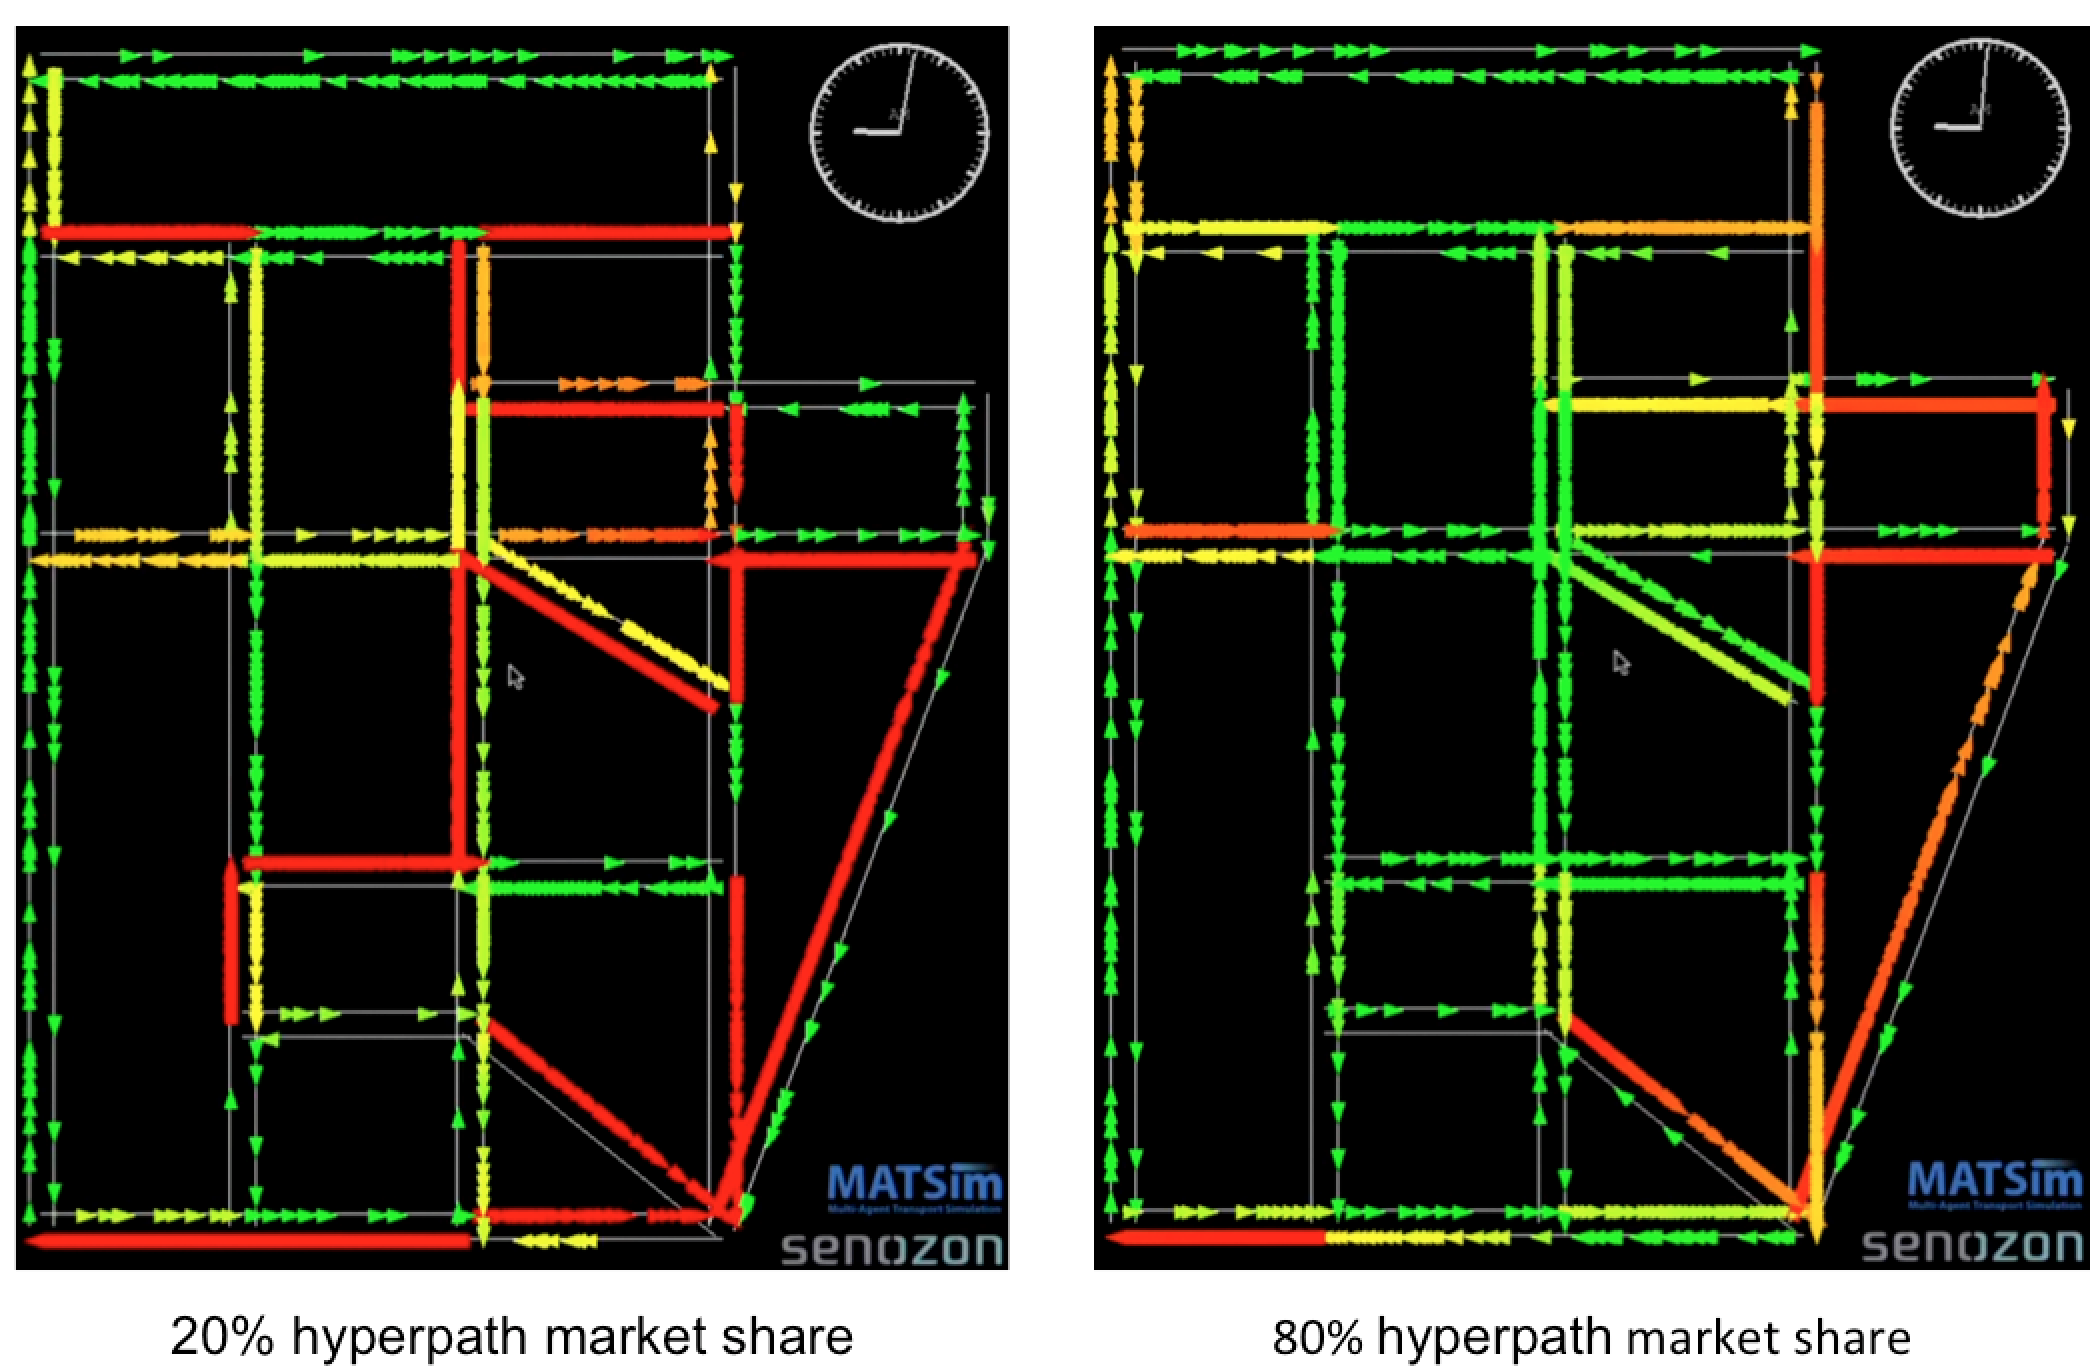 MATSim
Multi-Agent Transport Simulation
senozon
MATSim
Multi-Agent Transport Simulation
senozon
20% hyperpath market share
80% hyperpath market share